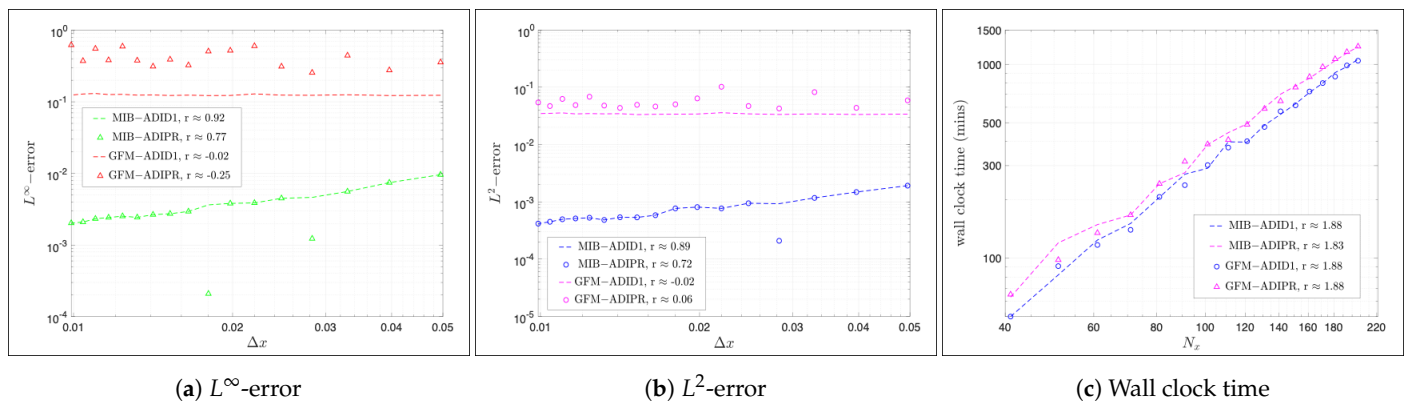 10^0
10^-1
10^-2
10^-3
10^-4
L^∞−error
MIB−ADID1, r ≈ 0.92
MIB−ADIPR, r ≈ 0.77
GFM−ADID1, r ≈ -0.02
GFM−ADIPR, r ≈ -0.25
0.01 0.02 0.03 0.04 0.05
Δx
10^0
10^-1
10^-2
10^-3
10^-4
10^-5
L^2−error
MIB−ADID1, r ≈ 0.89
MIB−ADIPR, r ≈ 0.72
GFM−ADID1, r ≈ -0.02
GFM−ADIPR, r ≈ 0.06
0.01 0.02 0.03 0.04 0.05
Δx
1500
1000
500
300
100
wall clock time (mins)
MIB−ADID1, r ≈ 1.88
MIB−ADIPR, r ≈ 1.83
GFM−ADID1, r ≈ 1.88
GFM−ADIPR, r ≈ 1.88
40 60 80 100 120 140 160 180 220
N_x
(a) L^∞-error
(b) L^2-error
(c) Wall clock time